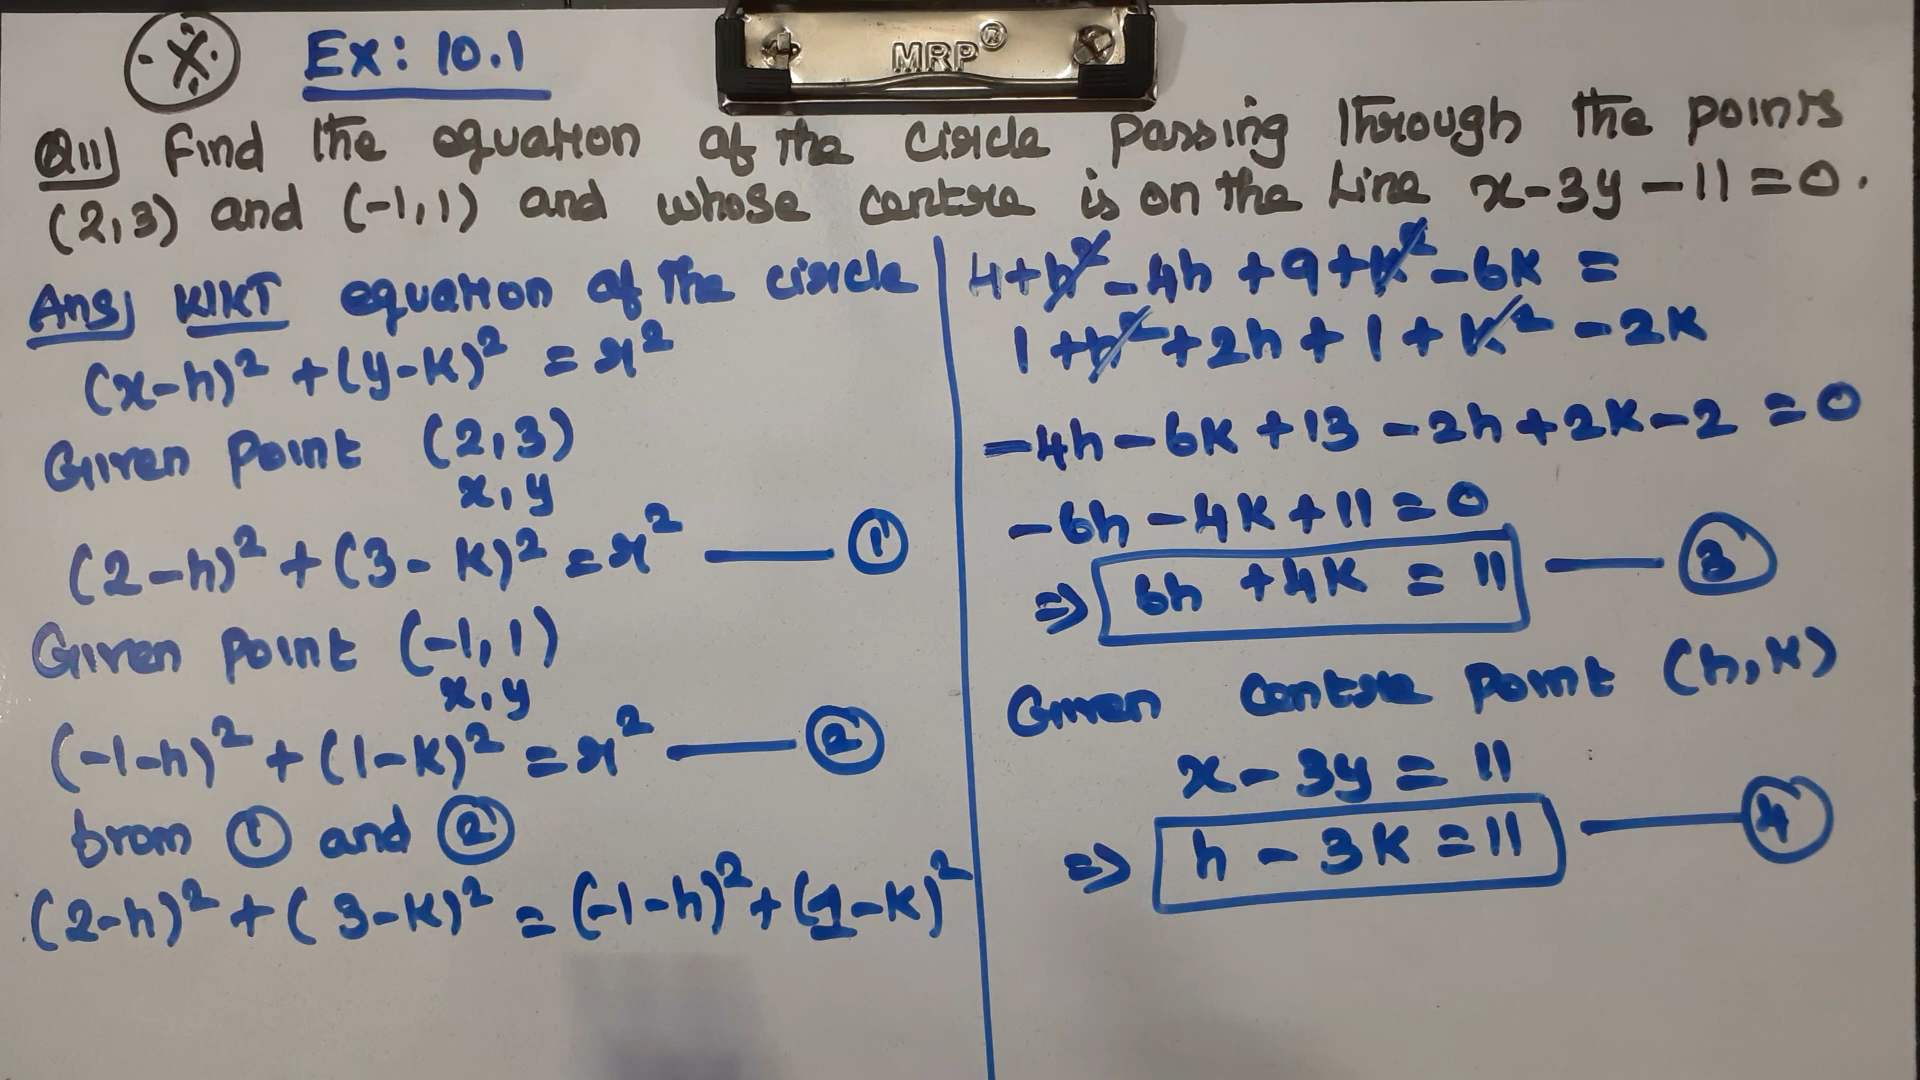 MRP®
Ex: 10.1
Q11) Find the equation of the circle passing through the points
(2,3) and (-1,1) and whose centre is on the line x-3y-11=0.
Ans) WKT equation of the circle
(x-h)² + (y-k)² = r²
Given point (2,3)
x,y
(2-h)² + (3-k)² = r² — ①
Given point (-1,1)
x,y
(-1-h)² + (1-k)² = r² — ②
from ① and ②
(2-h)² + (3-k)² = (-1-h)² + (1-k)²
4+h²-4h+9+k²-6k =
1+h²+2h+1+k²-2k
-4h-6k+13-2h+2k-2=0
-6h-4k+11=0
⇒ 6h+4k=11 — ③
Given centre point (h,k)
x-3y=11
⇒ h-3k=11 — ④